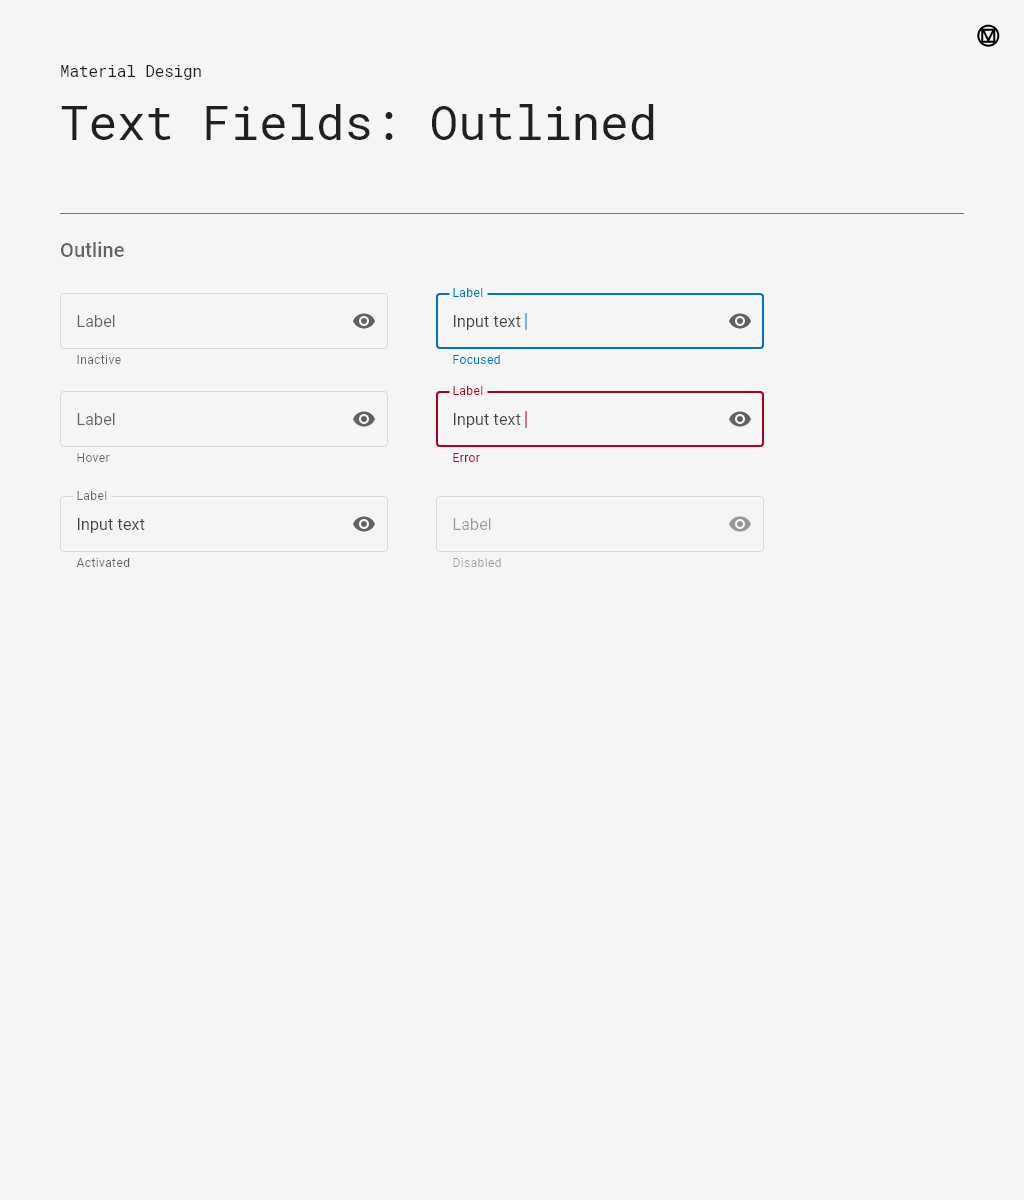 Material Design
Text Fields: Outlined
Outline
Label
Inactive
Label
Input text
Focused
Label
Hover
Label
Input text
Error
Label
Input text
Activated
Label
Disabled